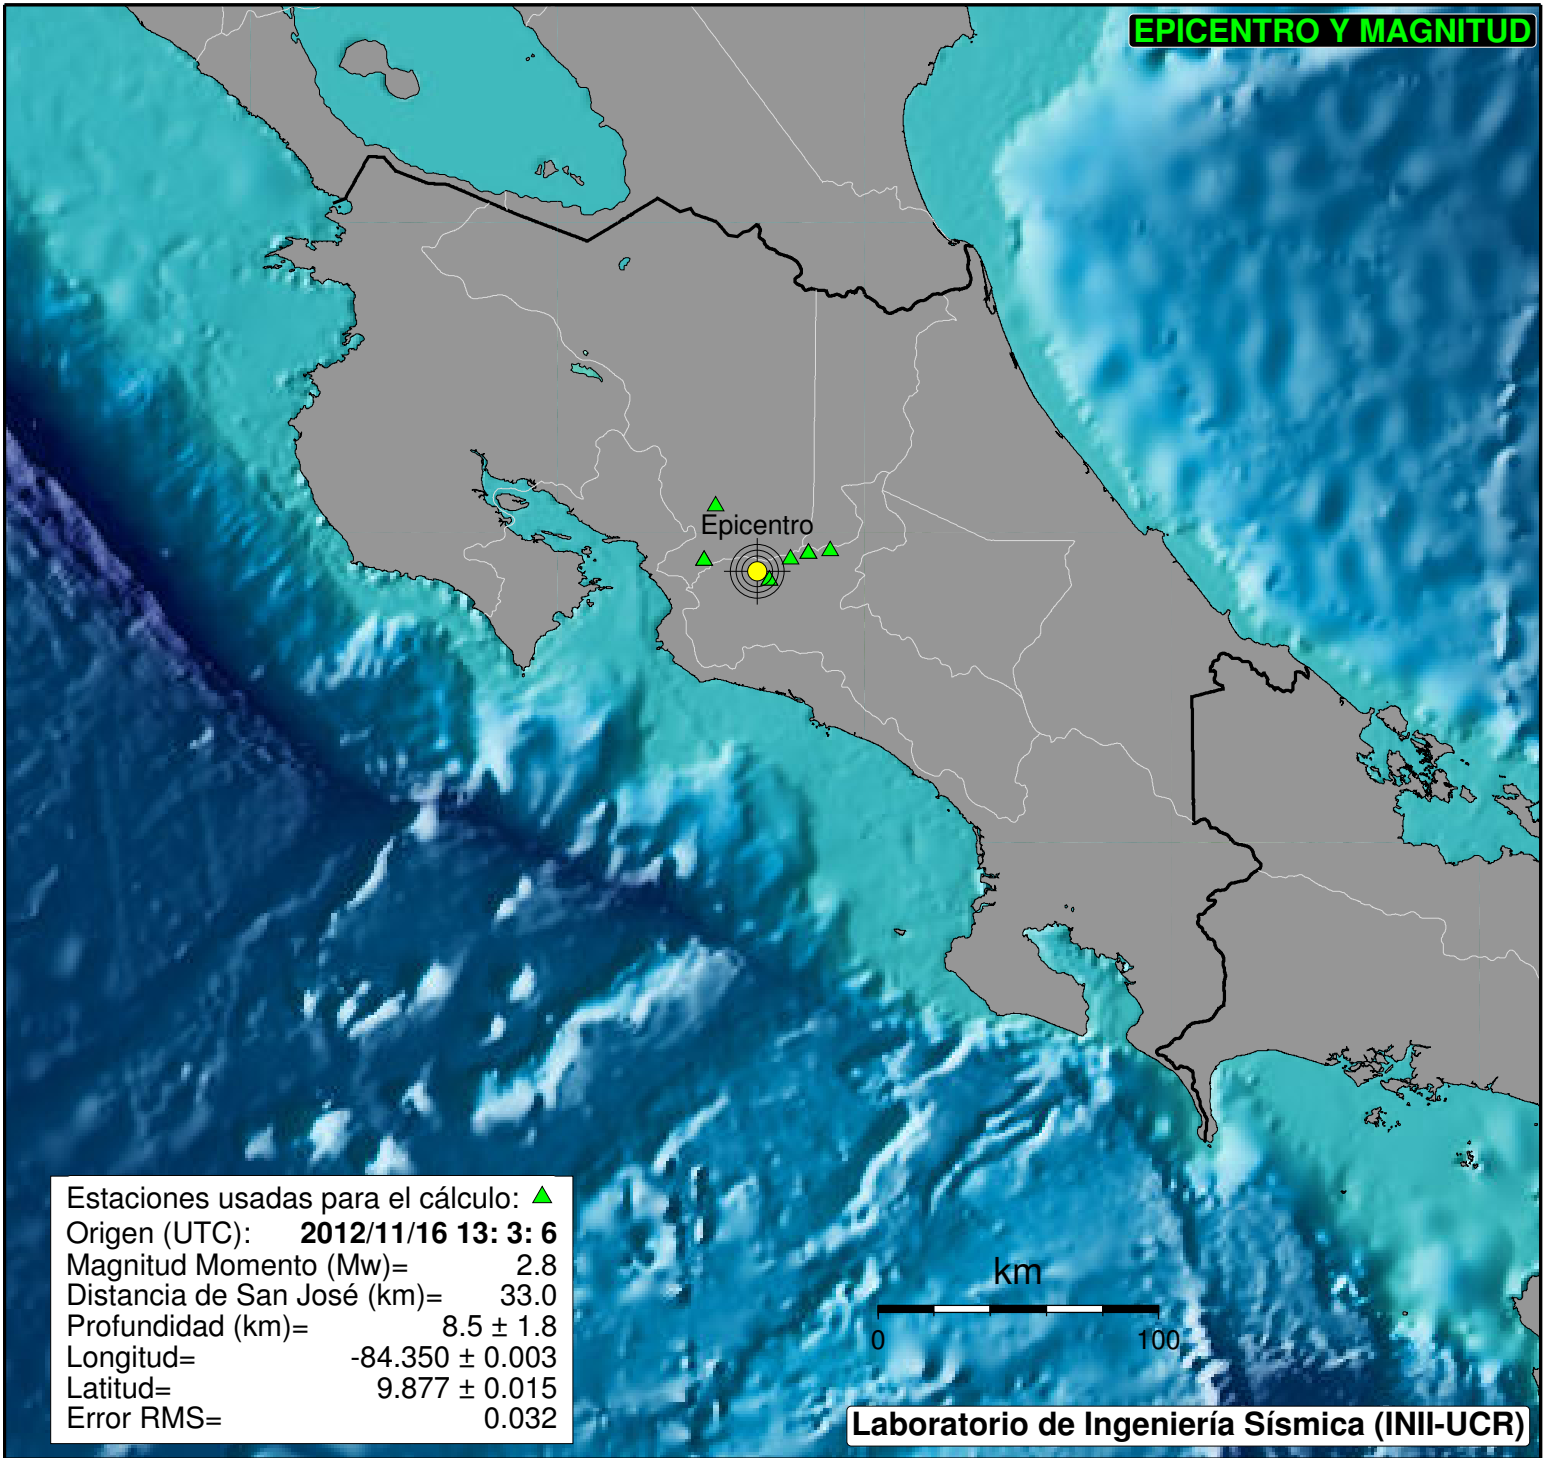 EPICENTRO Y MAGNITUD
Epicentro
Estaciones usadas para el cálculo:
Origen (UTC): 2012/11/16 13: 3: 6
Magnitud Momento (Mw)= 2.8
Distancia de San José (km)= 33.0
Profundidad (km)= 8.5 ± 1.8
Longitud= -84.350 ± 0.003
Latitud= 9.877 ± 0.015
Error RMS= 0.032
km
0 100
Laboratorio de Ingeniería Sísmica (INII-UCR)